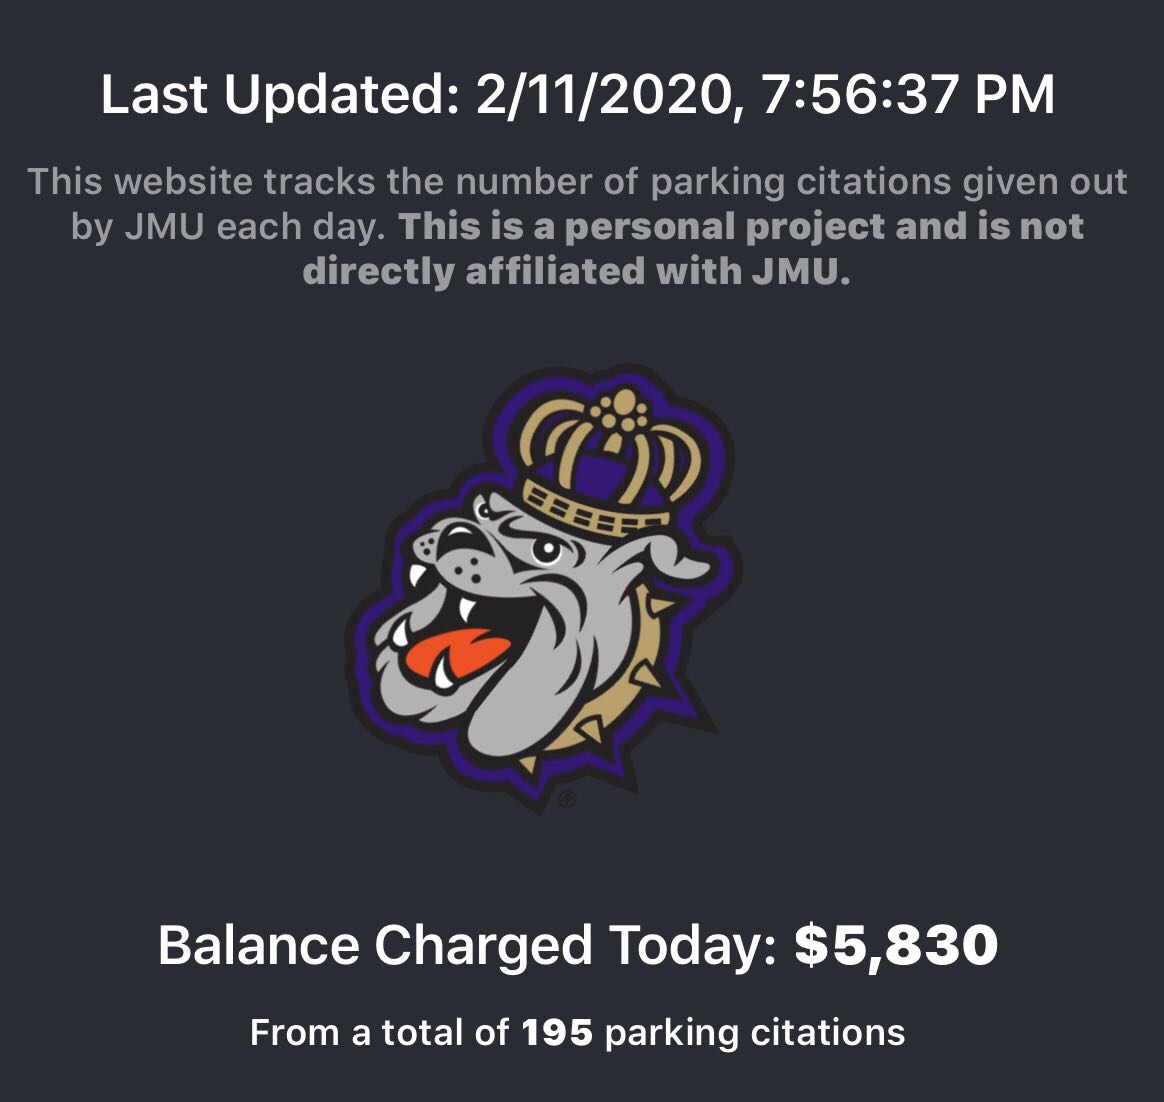 Last Updated: 2/11/2020, 7:56:37 PM
This website tracks the number of parking citations given out
by JMU each day. This is a personal project and is not
directly affiliated with JMU.
®
Balance Charged Today: $5,830
From a total of 195 parking citations